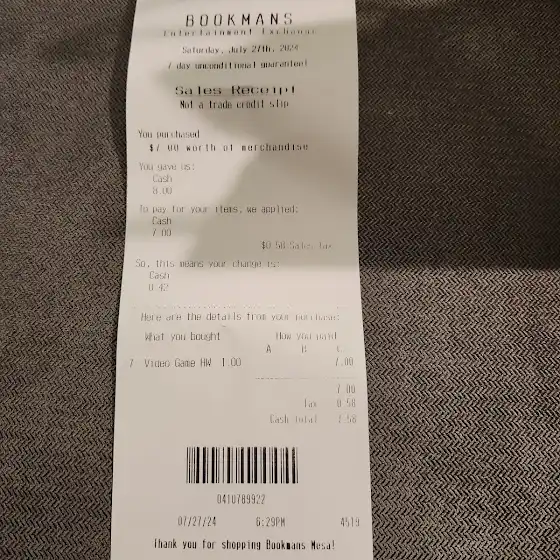 BOOKMANS
Entertainment Exchange
Saturday, July 27th, 2024
7 day unconditional guarantee!
Sales Receipt
Not a trade credit slip
You purchased
$7.00 worth of merchandise
You gave us:
Cash
8.00
To pay for your items, we applied:
Cash
7.00
$0.58 Sales Tax
So, this means your change is:
Cash
0.42
Here are the details from your purchase:
What you bought How you paid
A B C
7 Video Game HW 1.00 7.00
7.00
Tax 0.58
Cash Total 7.58
0410789922
07/27/24 6:29PM 4519
Thank you for shopping Bookmans Mesa!